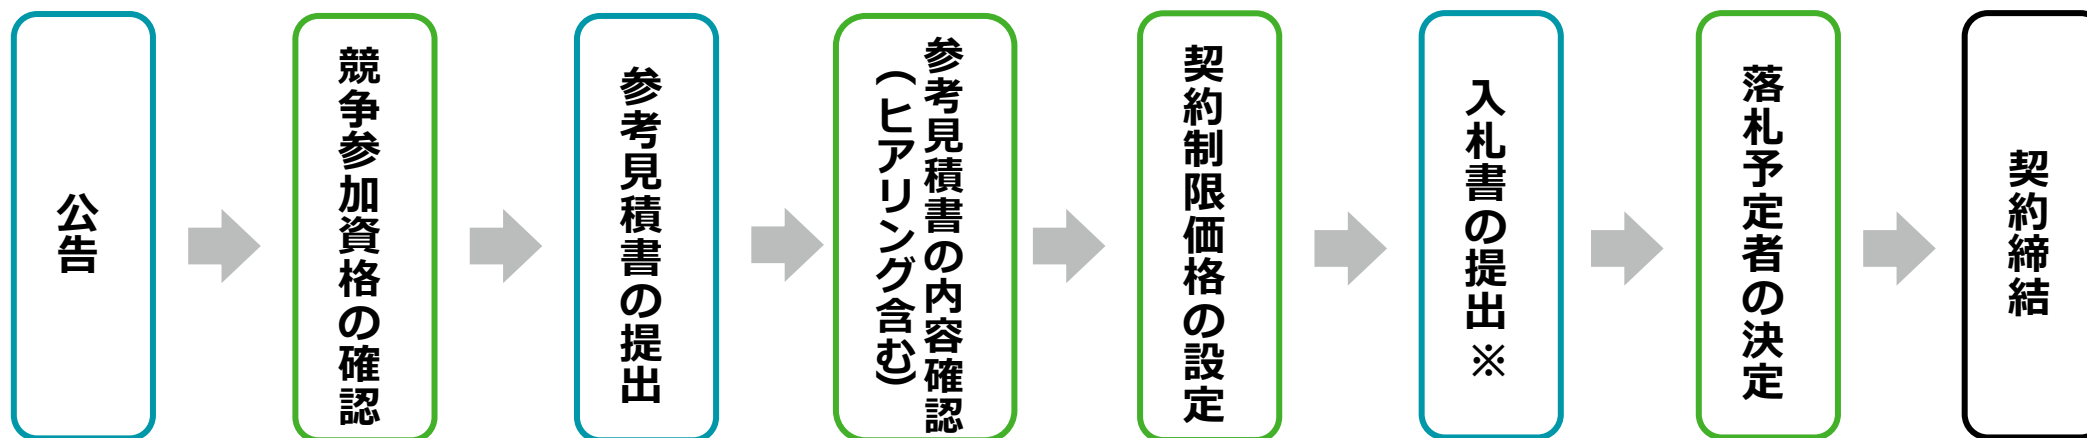 公告
競争参加資格の確認
参考見積書の提出
参考見積書の内容確認
（ヒアリング含む）
契約制限価格の設定
入札書の提出※
落札予定者の決定
契約締結